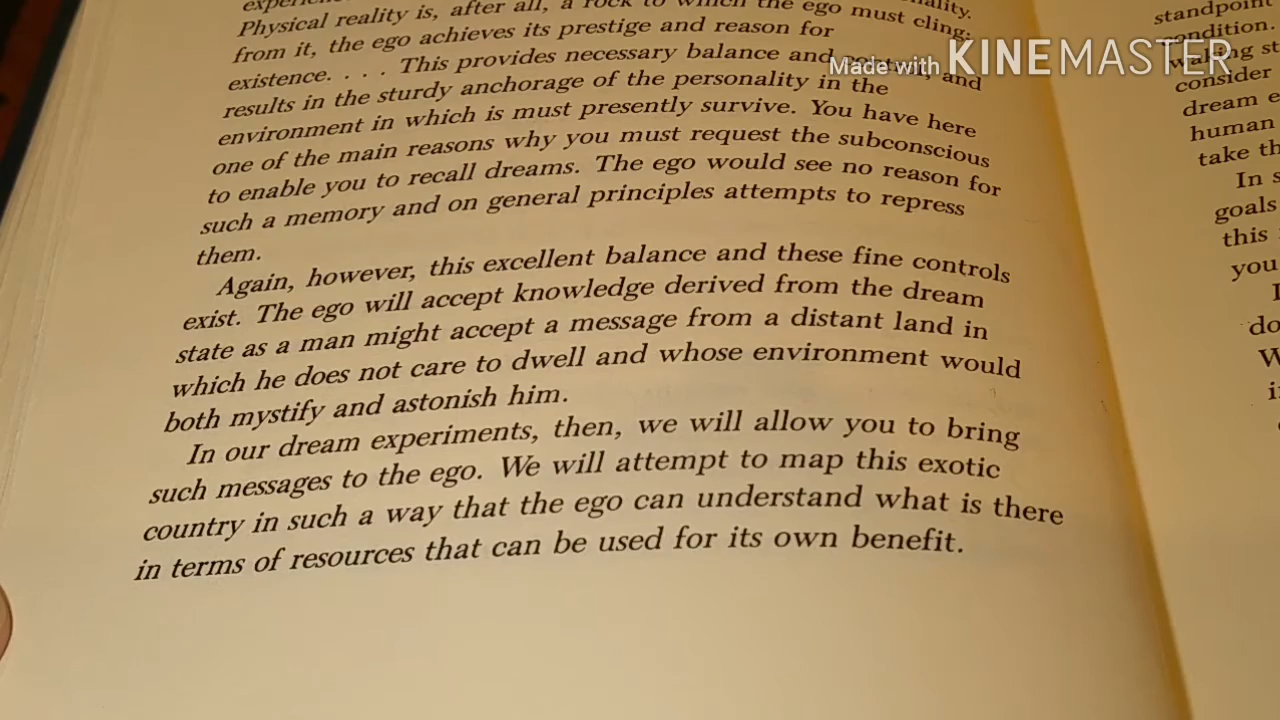 Physical reality is, after all, a rock to which the ego must cling;
from it, the ego achieves its prestige and reason for
existence. . . . This provides necessary balance and control and
results in the sturdy anchorage of the personality in the
environment in which is must presently survive. You have here
one of the main reasons why you must request the subconscious
to enable you to recall dreams. The ego would see no reason for
such a memory and on general principles attempts to repress
them.
Again, however, this excellent balance and these fine controls
exist. The ego will accept knowledge derived from the dream
state as a man might accept a message from a distant land in
which he does not care to dwell and whose environment would
both mystify and astonish him.
In our dream experiments, then, we will allow you to bring
such messages to the ego. We will attempt to map this exotic
country in such a way that the ego can understand what is there
in terms of resources that can be used for its own benefit.
Made with KINEMASTER
standpoint
condition.
waking
consider
dream
human
take
In
goals
this
you